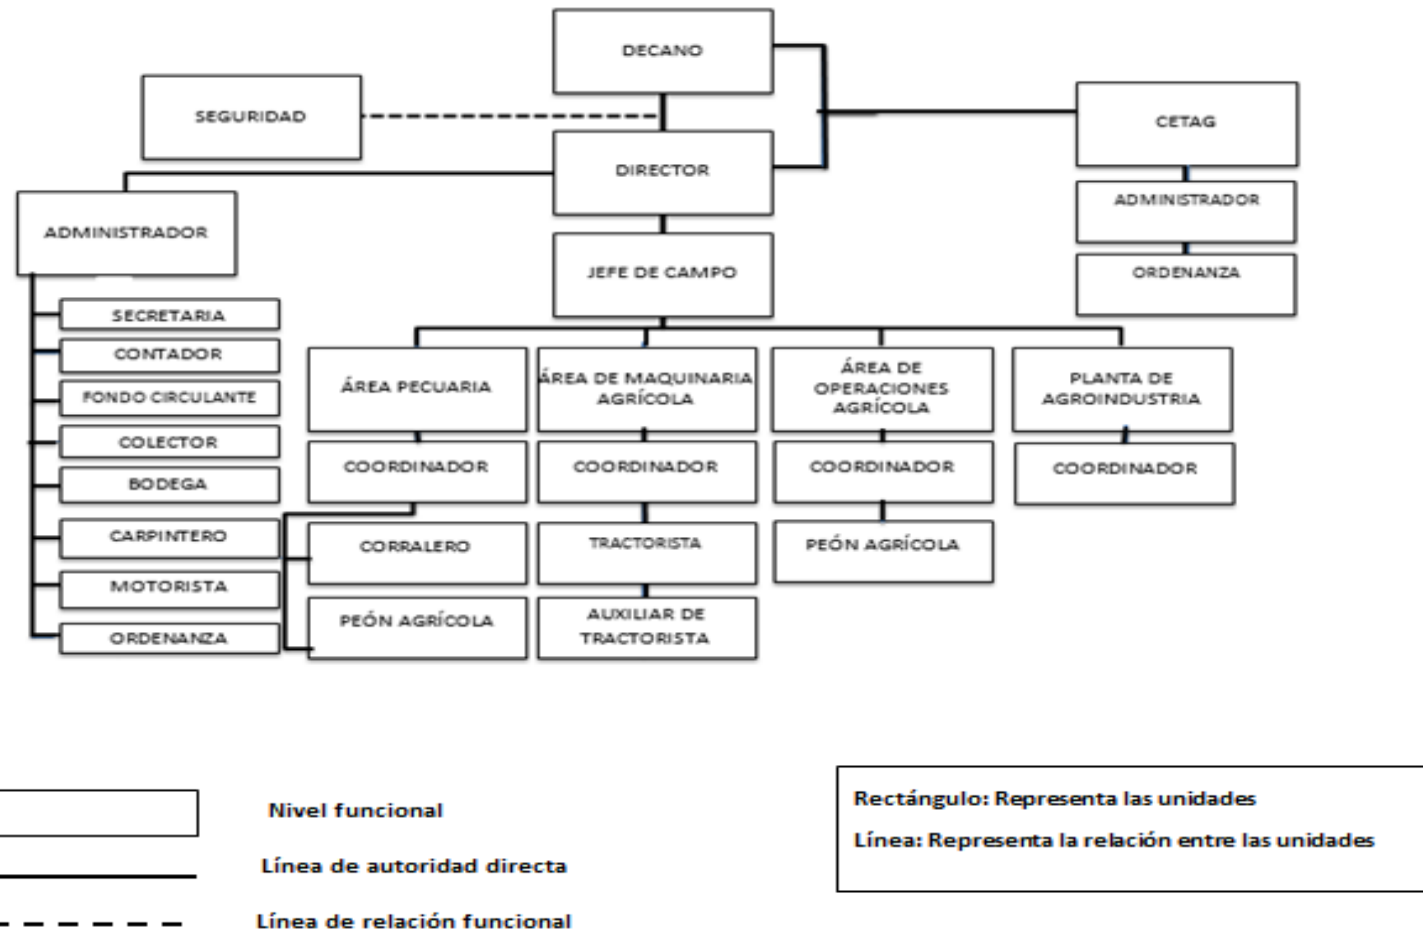 DECANO
SEGURIDAD
CETAG
DIRECTOR
ADMINISTRADOR
ADMINISTRADOR
JEFE DE CAMPO
ORDENANZA
SECRETARIA
CONTADOR
FONDO CIRCULANTE
COLECTOR
BODEGA
CARPINTERO
MOTORISTA
ORDENANZA
ÁREA PECUARIA
COORDINADOR
CORRALERO
PEÓN AGRÍCOLA
ÁREA DE MAQUINARIA
AGRÍCOLA
COORDINADOR
TRACTORISTA
AUXILIAR DE
TRACTORISTA
ÁREA DE
OPERACIONES
AGRÍCOLA
COORDINADOR
PEÓN AGRÍCOLA
PLANTA DE
AGROINDUSTRIA
COORDINADOR
Nivel funcional
Línea de autoridad directa
Línea de relación funcional
Rectángulo: Representa las unidades
Línea: Representa la relación entre las unidades